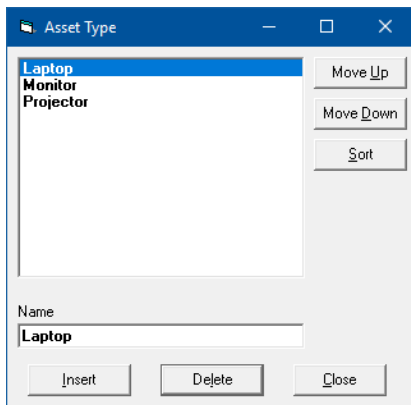 Asset Type
Laptop
Monitor
Projector
Move Up
Move Down
Sort
Name
Laptop
Insert
Delete
Close